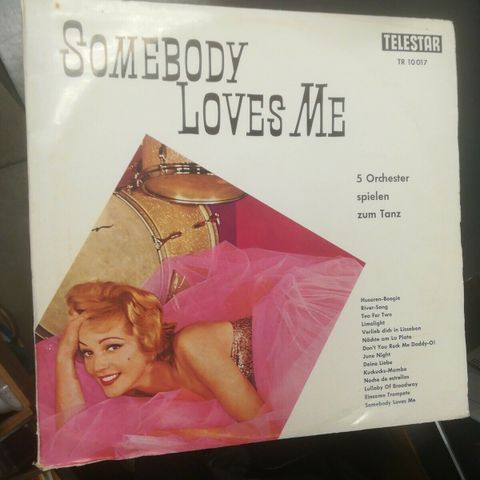 SOMEBODY
LOVES ME
TELESTAR
TR 10 017
5 Orchester
spielen
zum Tanz
Husaren-Boogie
River-Song
Tea For Two
Limelight
Verlieb dich in Lissabon
Nächte am La Plata
Don't You Rock Me Daddy-O!
June Night
Deine Liebe
Kuckucks-Mambo
Noche de estrellas
Lullaby Of Broadway
Einsame Trompete
Somebody Loves Me